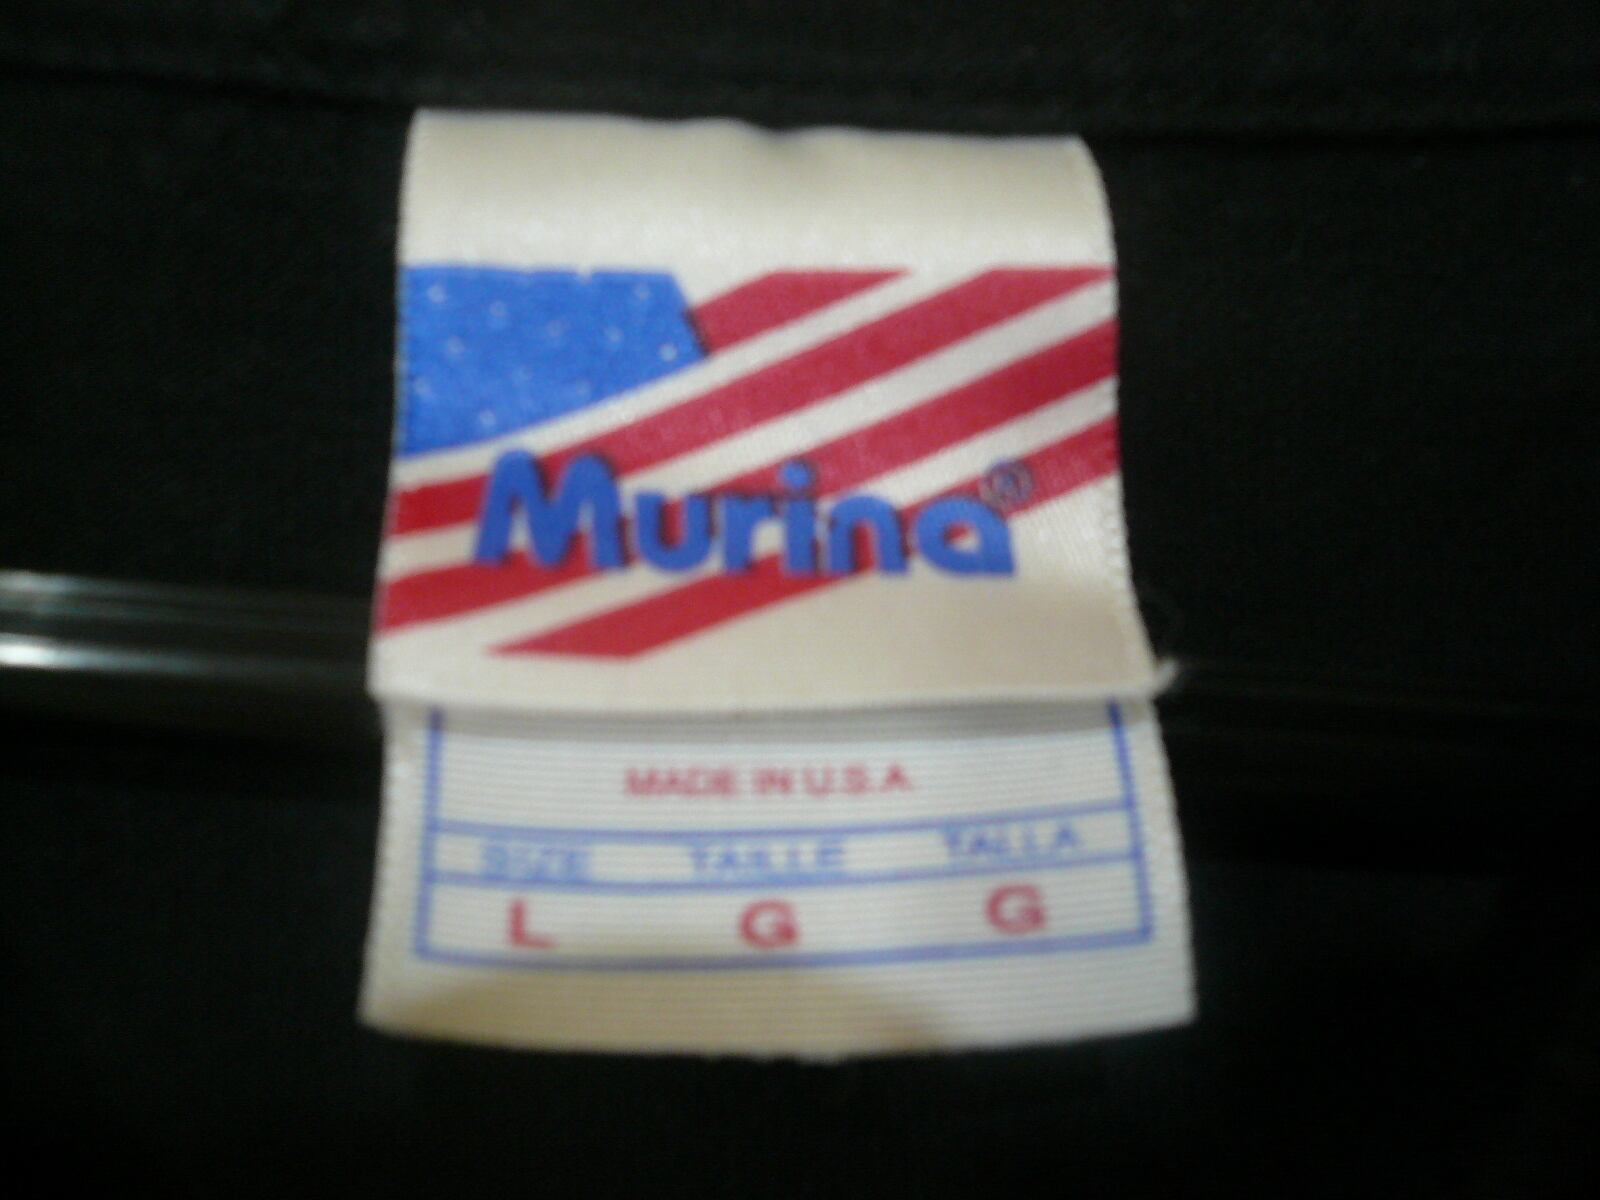 Murina®
MADE IN U.S.A
SIZE TAILLE TALLA
L G G